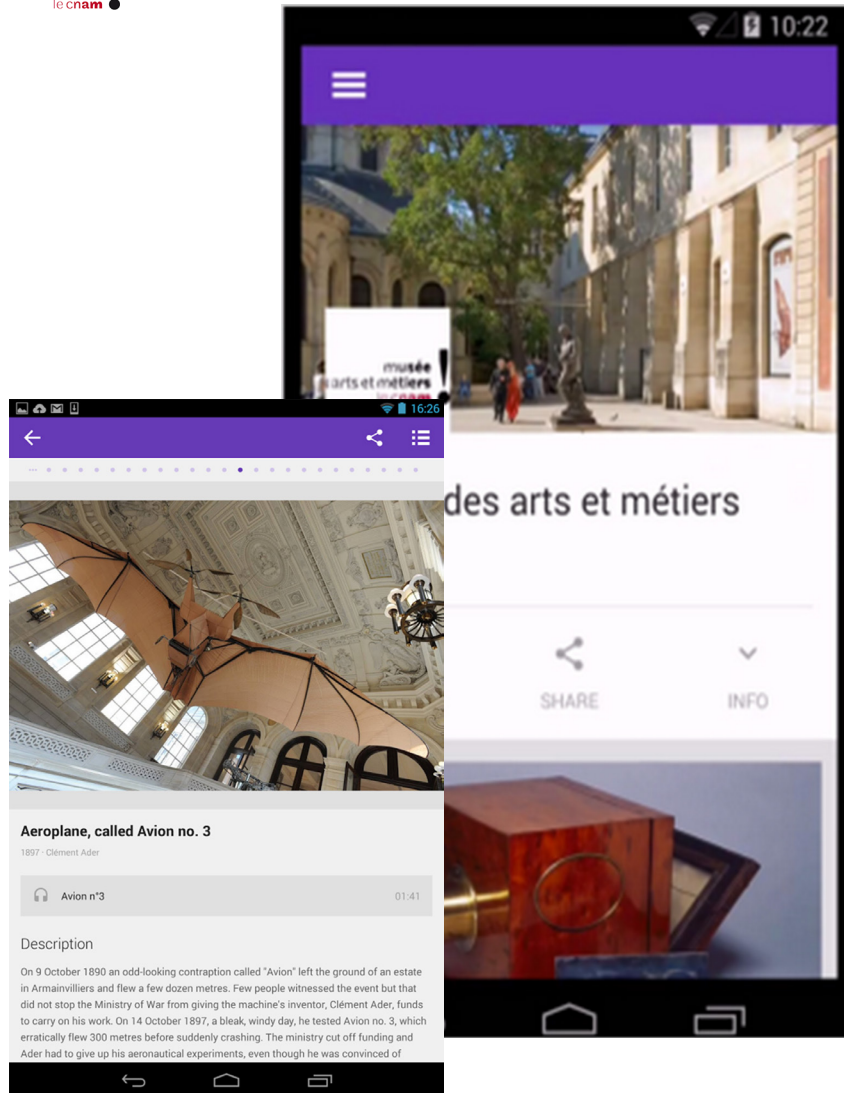 le cnam
10:22
musée
arts et métiers
le cnam
des arts et métiers
SHARE
INFO
16:26
Aeroplane, called Avion no. 3
1897 · Clément Ader
Avion n°3
01:41
Description
On 9 October 1890 an odd-looking contraption called "Avion" left the ground of an estate
in Armainvilliers and flew a few dozen metres. Few people witnessed the event but that
did not stop the Ministry of War from giving the machine's inventor, Clément Ader, funds
to carry on his work. On 14 October 1897, a bleak, windy day, he tested Avion no. 3, which
erratically flew 300 metres before suddenly crashing. The ministry cut off funding and
Ader had to give up his aeronautical experiments, even though he was convinced of